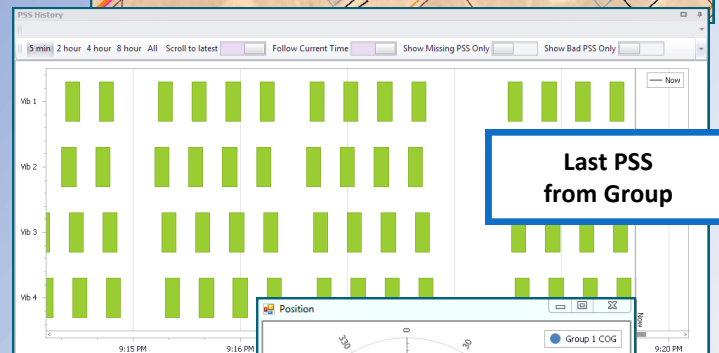 PSS History
5 min 2 hour 4 hour 8 hour All Scroll to latest Follow Current Time Show Missing PSS Only Show Bad PSS Only
Now
Vib 1
Vib 2
Last PSS
from Group
Vib 3
Vib 4
Position
Now
330
0
30
Group 1 COG
9:15 PM
9:16 PM
9:20 PM